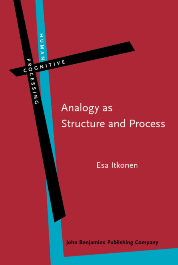 HUMAN
COGNITIVE
PROCESSING
Analogy as
Structure and Process
Esa Itkonen
John Benjamins Publishing Company